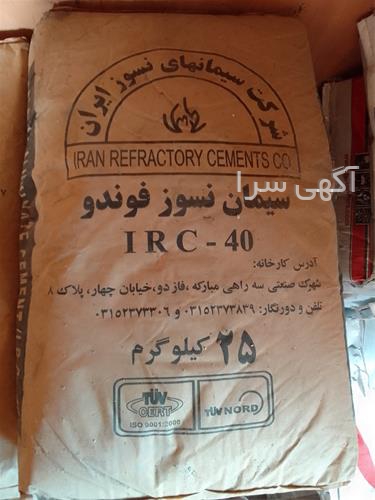 شرکت سیمانهای نسوز ایران
IRAN REFRACTORY CEMENTS CO
آگهی سرا
سیمان نسوز فوندو
IRC - 40
آدرس کارخانه:
شهرک صنعتی سه راهی مبارکه ،فاز دو،خیابان چهار، پلاک ۸
تلفن و دورنگار: ۰۳۱۵۲۳۷۳۸۳۹ و ۰۳۱۵۲۳۷۳۳۰۶
۲۵ کیلوگرم
TÜV
CERT
ISO 9001:2000
TÜV NORD